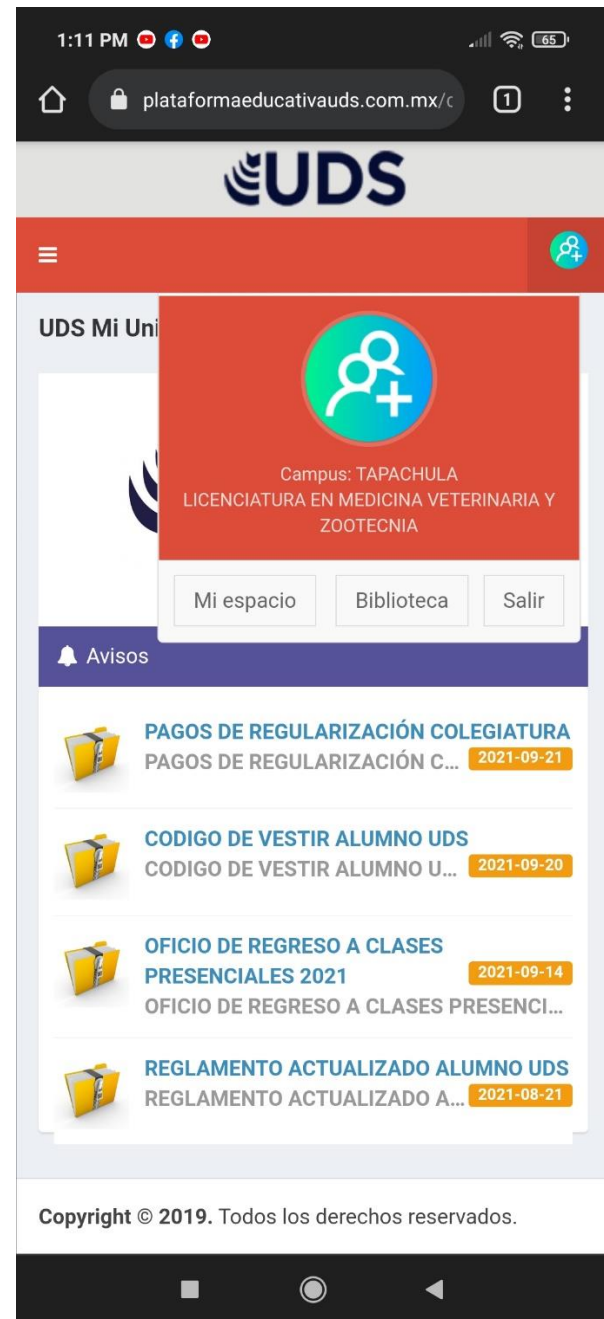 1:11 PM
65
plataformaeducativauds.com.mx/c
1
UDS
UDS Mi Uni
Campus: TAPACHULA
LICENCIATURA EN MEDICINA VETERINARIA Y
ZOOTECNIA
Mi espacio Biblioteca Salir
Avisos
PAGOS DE REGULARIZACIÓN COLEGIATURA
PAGOS DE REGULARIZACIÓN C... 2021-09-21
CODIGO DE VESTIR ALUMNO UDS
CODIGO DE VESTIR ALUMNO U... 2021-09-20
OFICIO DE REGRESO A CLASES
PRESENCIALES 2021 2021-09-14
OFICIO DE REGRESO A CLASES PRESENCI...
REGLAMENTO ACTUALIZADO ALUMNO UDS
REGLAMENTO ACTUALIZADO A... 2021-08-21
Copyright © 2019. Todos los derechos reservados.